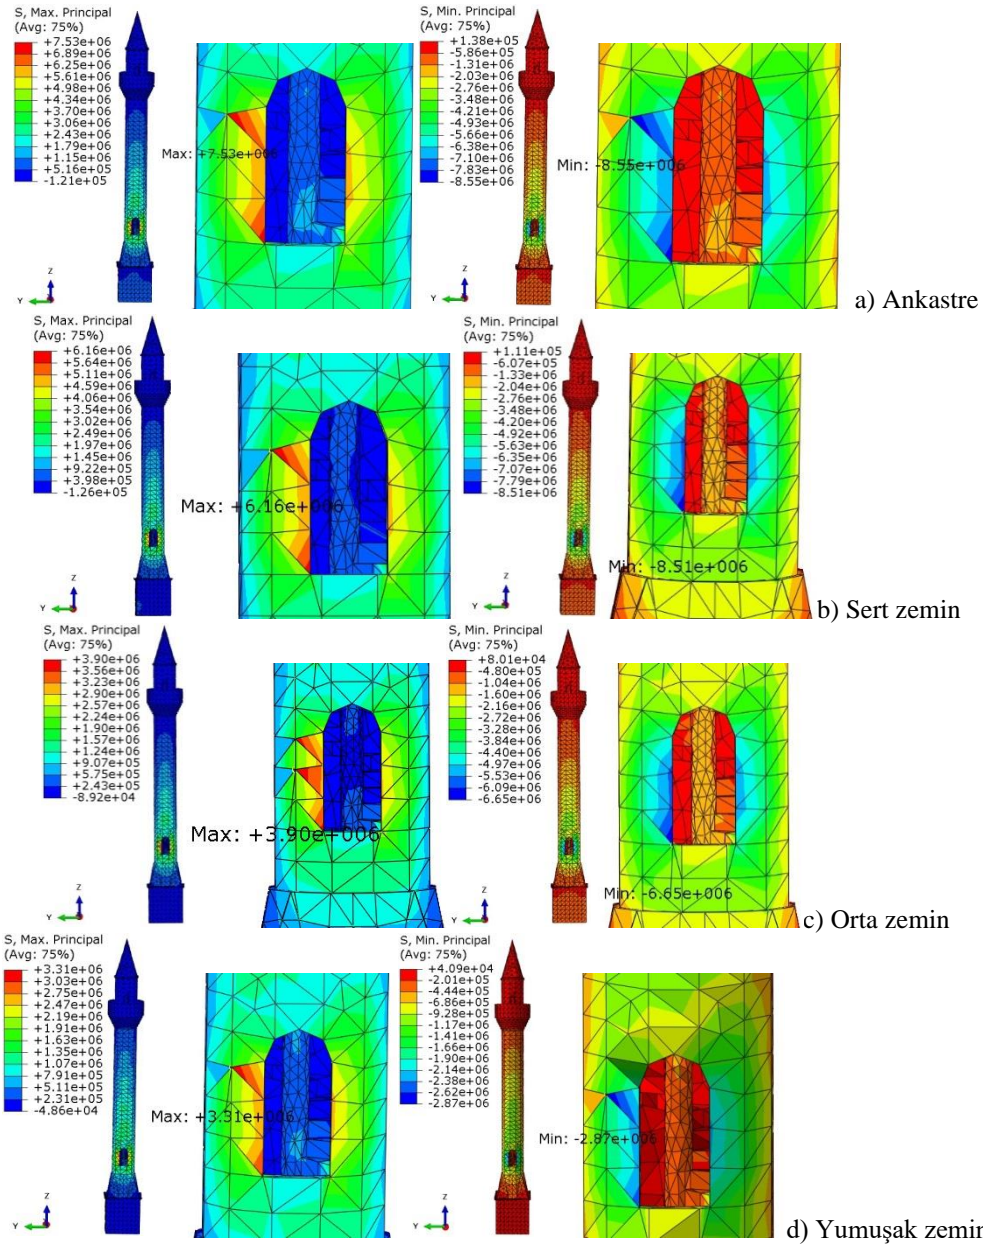 S, Max. Principal
(Avg: 75%)
+7.53e+06
+6.89e+06
+6.25e+06
+5.61e+06
+4.98e+06
+4.34e+06
+3.70e+06
+3.06e+06
+2.43e+06
+1.79e+06
+1.15e+06
+5.16e+05
-1.21e+05
Max: +7.53e+006
Z
Y
S, Min. Principal
(Avg: 75%)
+1.38e+05
-5.86e+05
-1.31e+06
-2.03e+06
-2.76e+06
-3.48e+06
-4.21e+06
-4.93e+06
-5.66e+06
-6.38e+06
-7.10e+06
-7.83e+06
-8.55e+06
Min: -8.55e+006
Z
Y
a) Ankastre
S, Max. Principal
(Avg: 75%)
+6.16e+06
+5.64e+06
+5.11e+06
+4.59e+06
+4.06e+06
+3.54e+06
+3.02e+06
+2.49e+06
+1.97e+06
+1.45e+06
+9.22e+05
+3.98e+05
-1.26e+05
Max: +6.16e+006
Z
Y
S, Min. Principal
(Avg: 75%)
+1.11e+05
-6.07e+05
-1.33e+06
-2.04e+06
-2.76e+06
-3.48e+06
-4.20e+06
-4.92e+06
-5.63e+06
-6.35e+06
-7.07e+06
-7.79e+06
-8.51e+06
Min: -8.51e+006
Z
Y
b) Sert zemin
S, Max. Principal
(Avg: 75%)
+3.90e+06
+3.56e+06
+3.23e+06
+2.90e+06
+2.57e+06
+2.24e+06
+1.90e+06
+1.57e+06
+1.24e+06
+9.07e+05
+5.75e+05
+2.43e+05
-8.92e+04
Max: +3.90e+006
Z
Y
S, Min. Principal
(Avg: 75%)
+8.01e+04
-4.80e+05
-1.04e+06
-1.60e+06
-2.16e+06
-2.72e+06
-3.28e+06
-3.84e+06
-4.40e+06
-4.97e+06
-5.53e+06
-6.09e+06
-6.65e+06
Min: -6.65e+006
Z
Y
c) Orta zemin
S, Max. Principal
(Avg: 75%)
+3.31e+06
+3.03e+06
+2.75e+06
+2.47e+06
+2.19e+06
+1.91e+06
+1.63e+06
+1.35e+06
+1.07e+06
+7.91e+05
+5.11e+05
+2.31e+05
-4.86e+04
Max: +3.31e+006
Z
Y
S, Min. Principal
(Avg: 75%)
+4.09e+04
-2.01e+05
-4.44e+05
-6.86e+05
-9.28e+05
-1.17e+06
-1.41e+06
-1.66e+06
-1.90e+06
-2.14e+06
-2.38e+06
-2.62e+06
-2.87e+06
Min: -2.87e+006
Z
Y
d) Yumuşak zemin